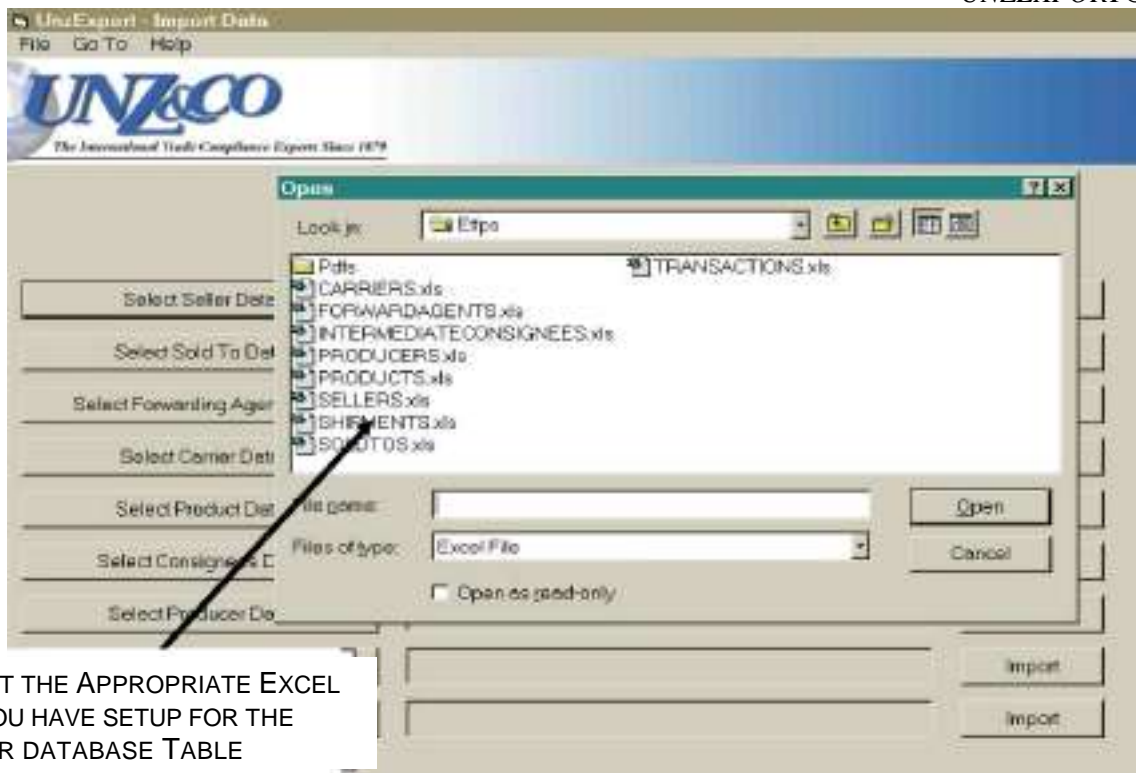 UnzExport - Import Data
File Go To Help
UNZ&CO
The International Trade Compliance Experts Since 1879
Open
Look in:
Pdfs
TRANSACTIONS.xls
CARRIERS.xls
FORWARDAGENTS.xls
INTERMEDIATECONSIGNEES.xls
PRODUCERS.xls
PRODUCTS.xls
SELLERS.xls
SHIPMENTS.xls
SOLDTOS.xls
Select Seller Data
Select Sold To Dat
Select Forwarding Agen
Select Carrier Dat
Select Product Dat
Select Consignees D
Select Producer Da
File name:
Open
Files of type:
Excel File
Cancel
Open as read-only
Import
Import
T THE APPROPRIATE EXCEL
OU HAVE SETUP FOR THE
R DATABASE TABLE